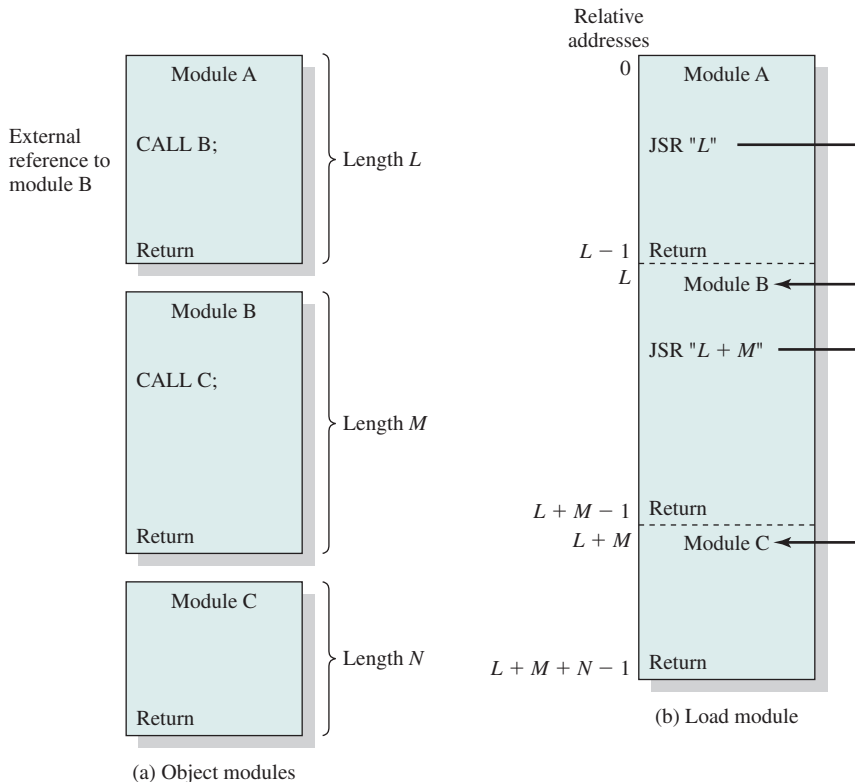 Module A
External
reference to
module B
CALL B;
Length L
Return
Module B
CALL C;
Length M
Return
Module C
Length N
Return
(a) Object modules
Relative
addresses
0
Module A
JSR "L"
L − 1
Return
L
Module B
JSR "L + M"
L + M − 1
Return
L + M
Module C
L + M + N − 1
Return
(b) Load module